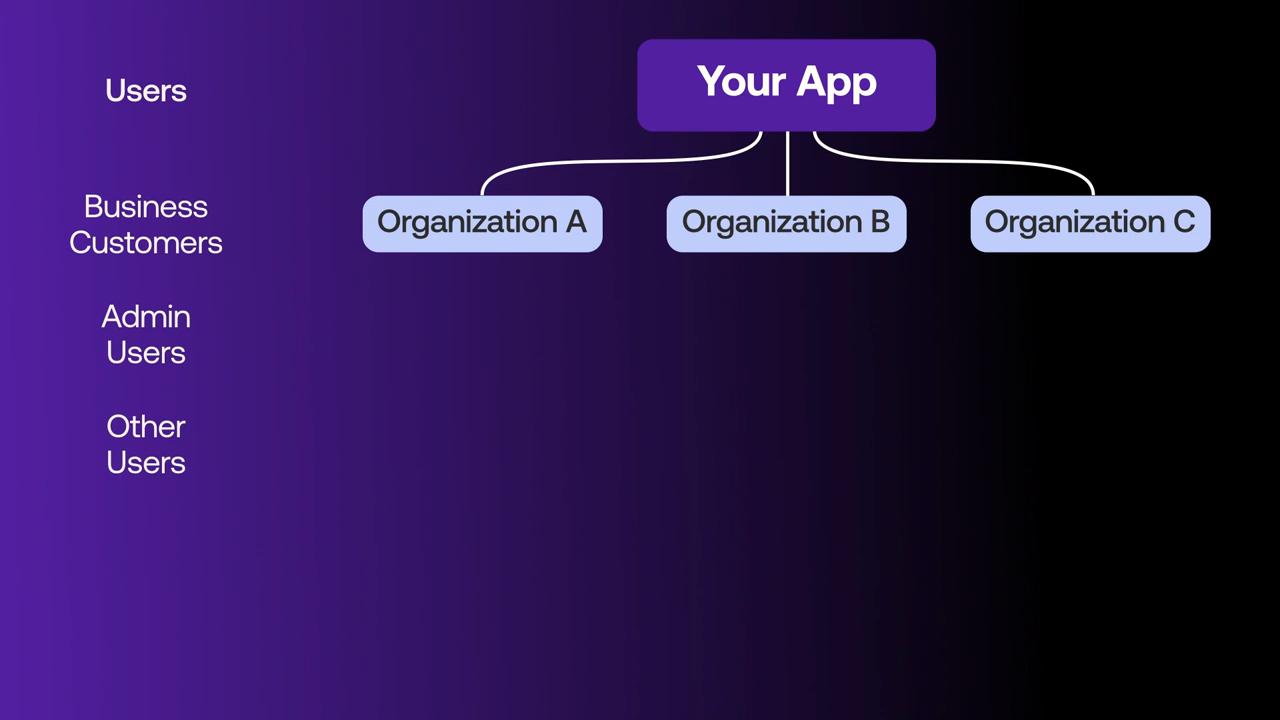 Users
Your App
Business
Customers
Organization A
Organization B
Organization C
Admin
Users
Other
Users